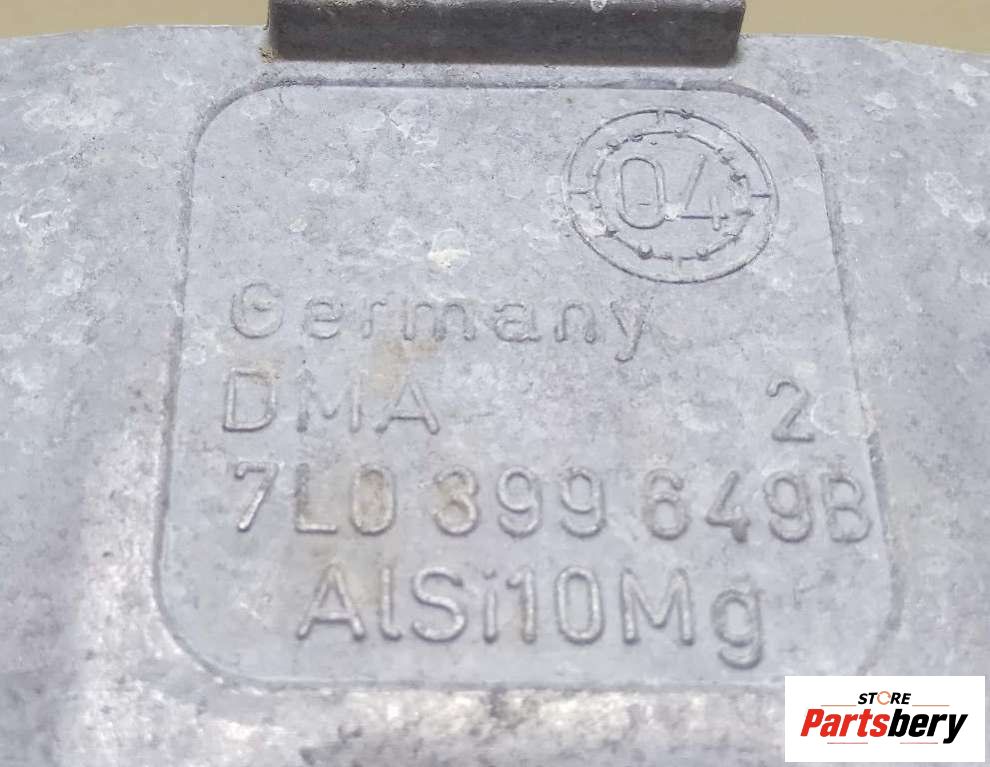 04
Germany
DMA 2
7L0 399 649B
AlSi10Mg
STORE
Partsbery